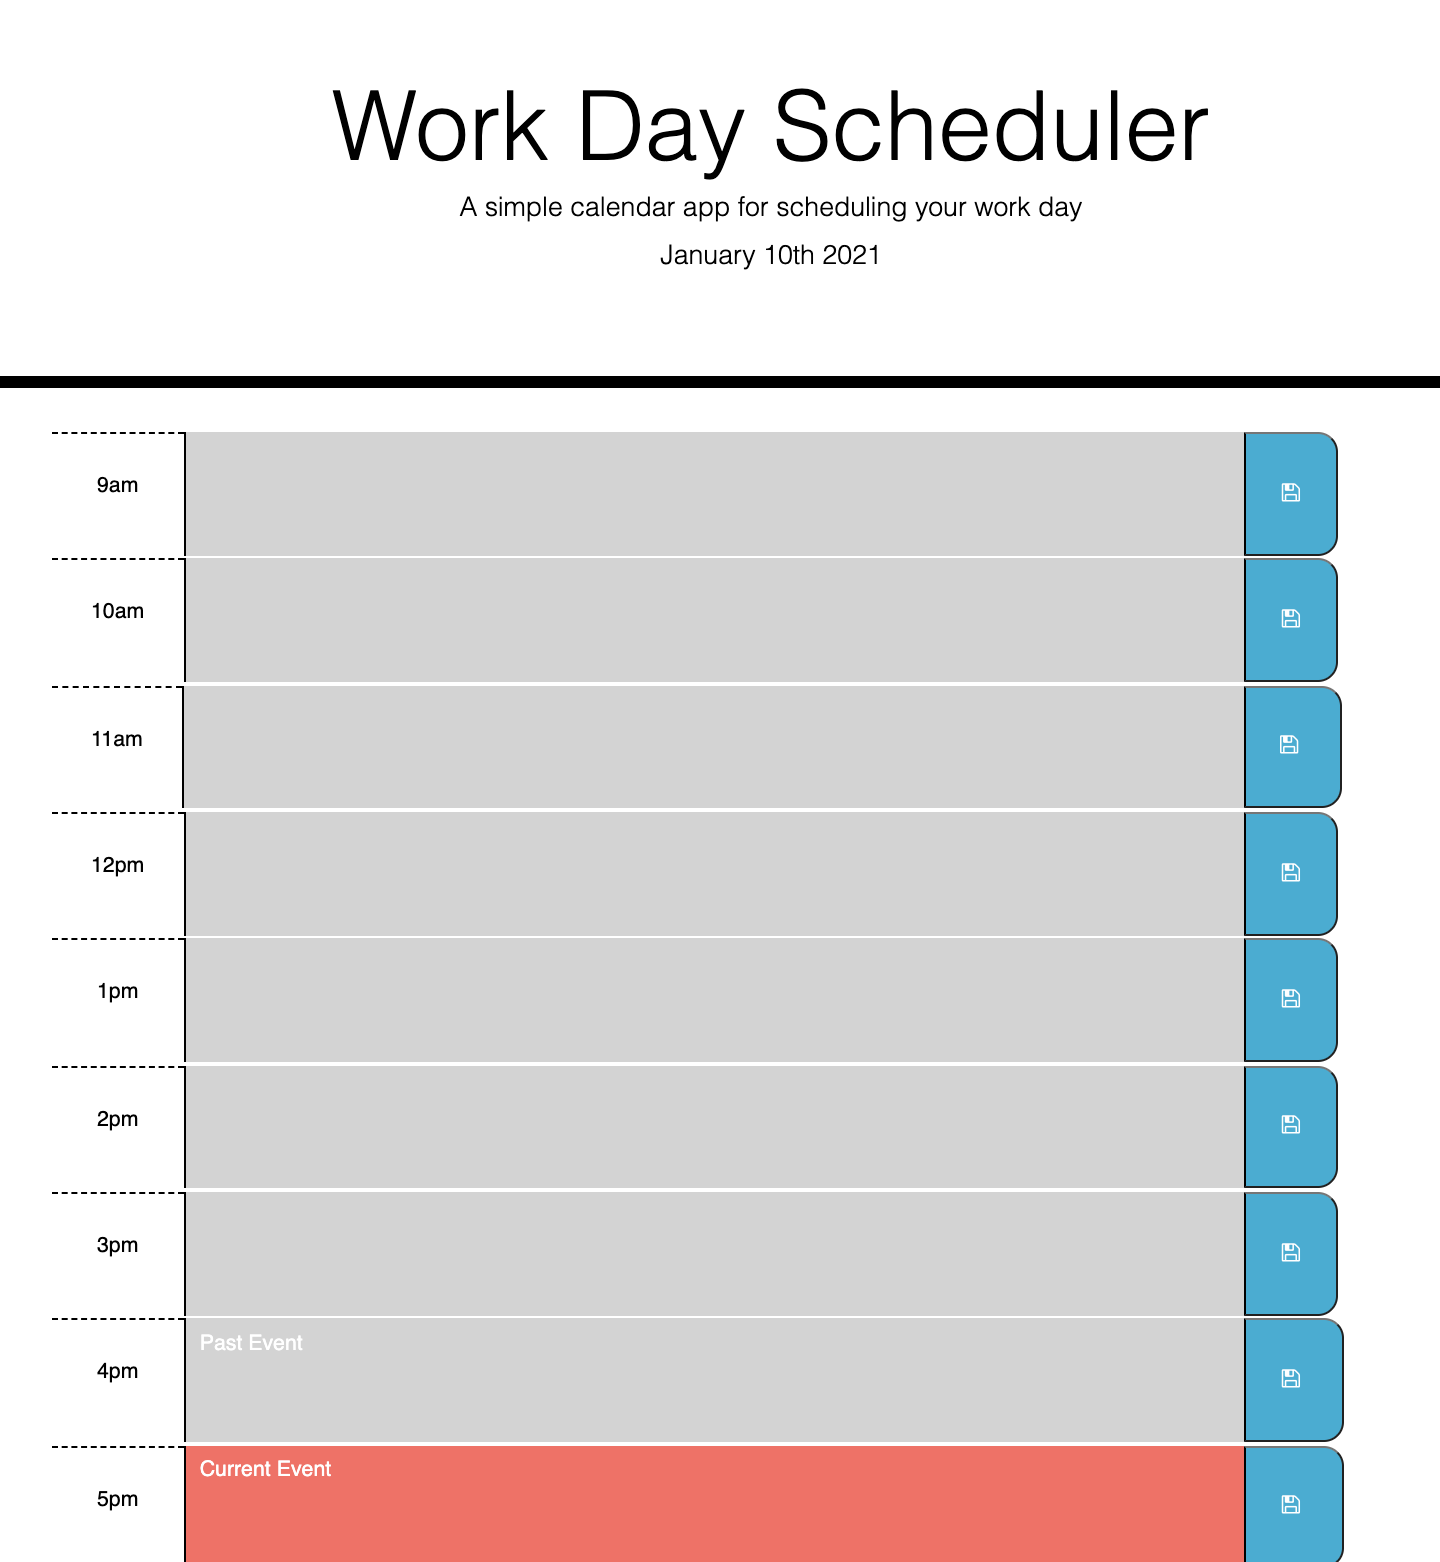 Work Day Scheduler
A simple calendar app for scheduling your work day
January 10th 2021
9am
10am
11am
12pm
1pm
2pm
3pm
4pm
Past Event
5pm
Current Event